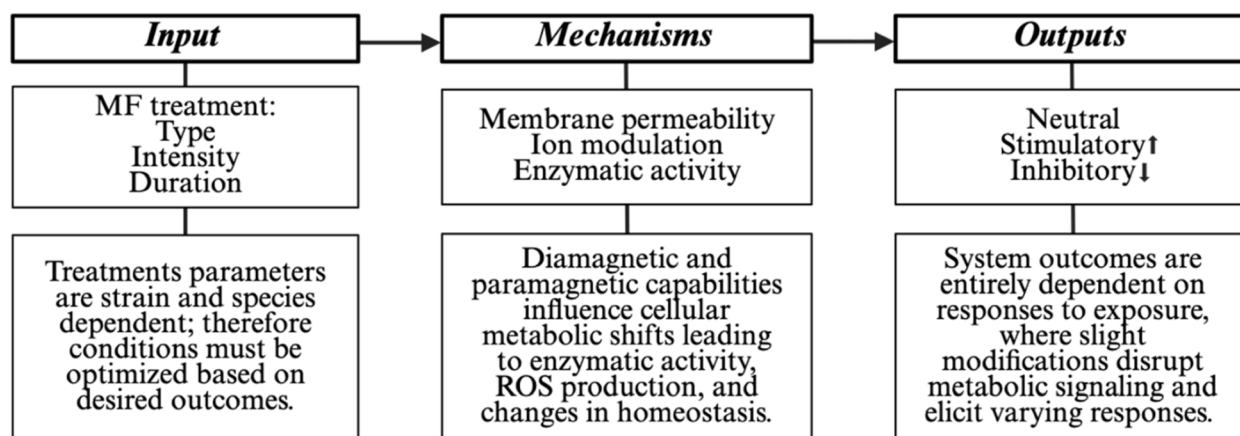 Input
MF treatment:
Type
Intensity
Duration
Treatments parameters
are strain and species
dependent; therefore
conditions must be
optimized based on
desired outcomes.
Mechanisms
Membrane permeability
Ion modulation
Enzymatic activity
Diamagnetic and
paramagnetic capabilities
influence cellular
metabolic shifts leading
to enzymatic activity,
ROS production, and
changes in homeostasis.
Outputs
Neutral
Stimulatory↑
Inhibitory↓
System outcomes are
entirely dependent on
responses to exposure,
where slight
modifications disrupt
metabolic signaling and
elicit varying responses.